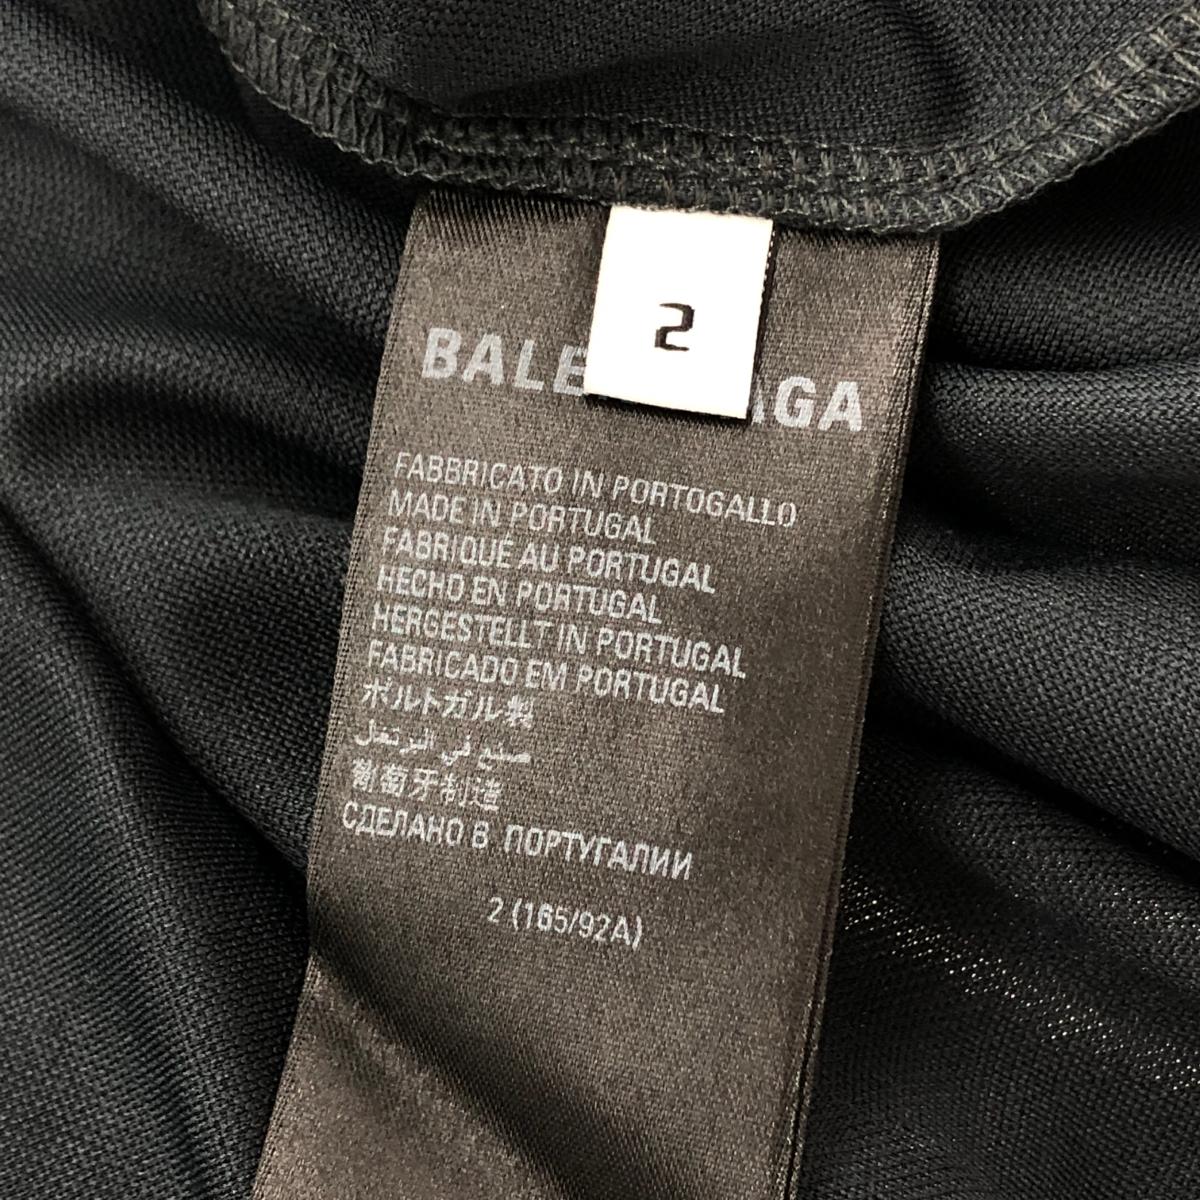 2
BALE AGA
FABBRICATO IN PORTOGALLO
MADE IN PORTUGAL
FABRIQUÉ AU PORTUGAL
HECHO EN PORTUGAL
HERGESTELLT IN PORTUGAL
FABRICADO EM PORTUGAL
ポルトガル製
صنع في البرتغال
葡萄牙制造
СДЕЛАНО В ПОРТУГАЛИИ
2 (165/92A)